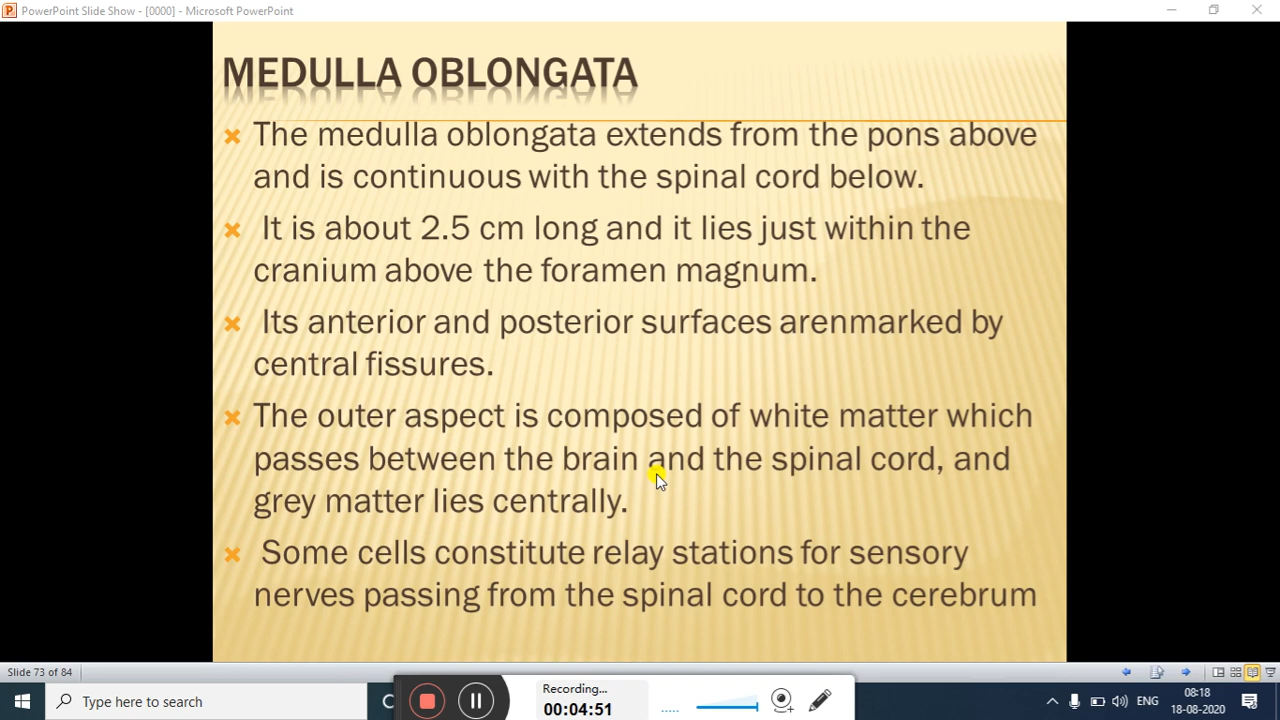 PowerPoint Slide Show - [0000] - Microsoft PowerPoint
MEDULLA OBLONGATA
The medulla oblongata extends from the pons above
and is continuous with the spinal cord below.
It is about 2.5 cm long and it lies just within the
cranium above the foramen magnum.
Its anterior and posterior surfaces arenmarked by
central fissures.
The outer aspect is composed of white matter which
passes between the brain and the spinal cord, and
grey matter lies centrally.
Some cells constitute relay stations for sensory
nerves passing from the spinal cord to the cerebrum
Slide 73 of 84
Type here to search
Recording...
00:04:51
ENG
08:18
18-08-2020